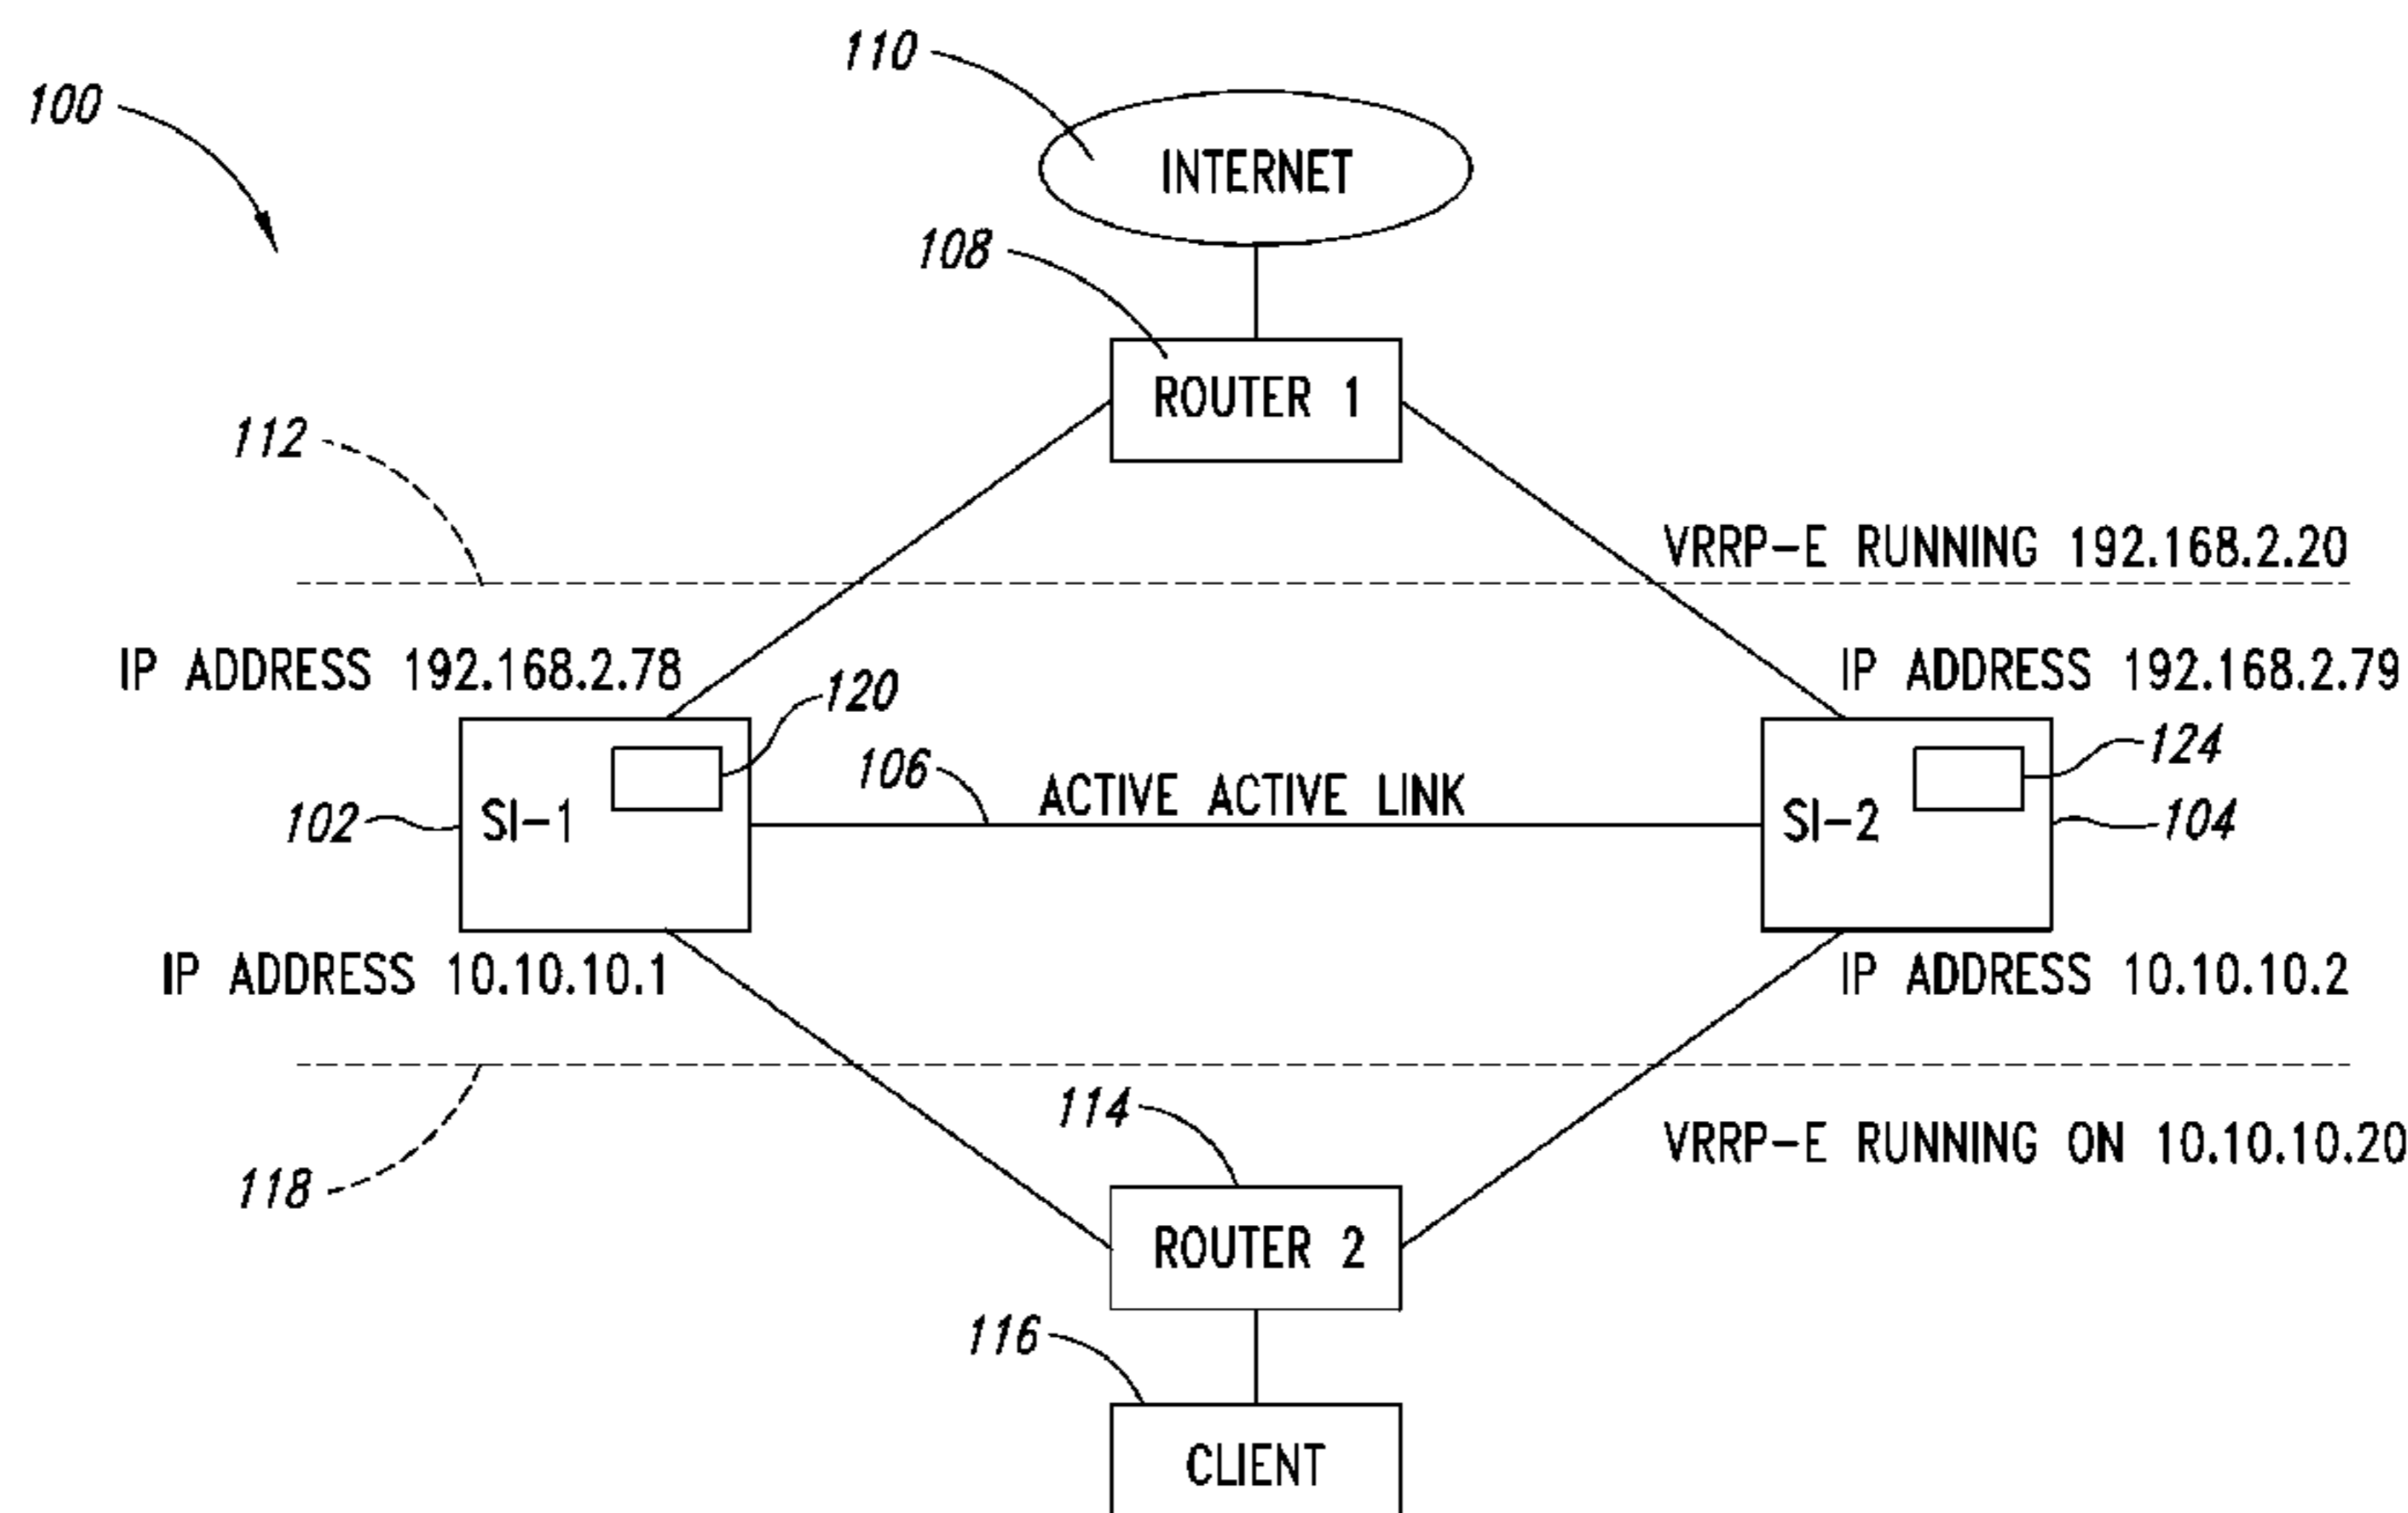 110
100
INTERNET
108
ROUTER 1
112
VRRP-E RUNNING 192.168.2.20
IP ADDRESS 192.168.2.78
IP ADDRESS 192.168.2.79
120
124
106
ACTIVE ACTIVE LINK
102
SI-1
SI-2
104
IP ADDRESS 10.10.10.1
IP ADDRESS 10.10.10.2
114
VRRP-E RUNNING ON 10.10.10.20
118
ROUTER 2
116
CLIENT